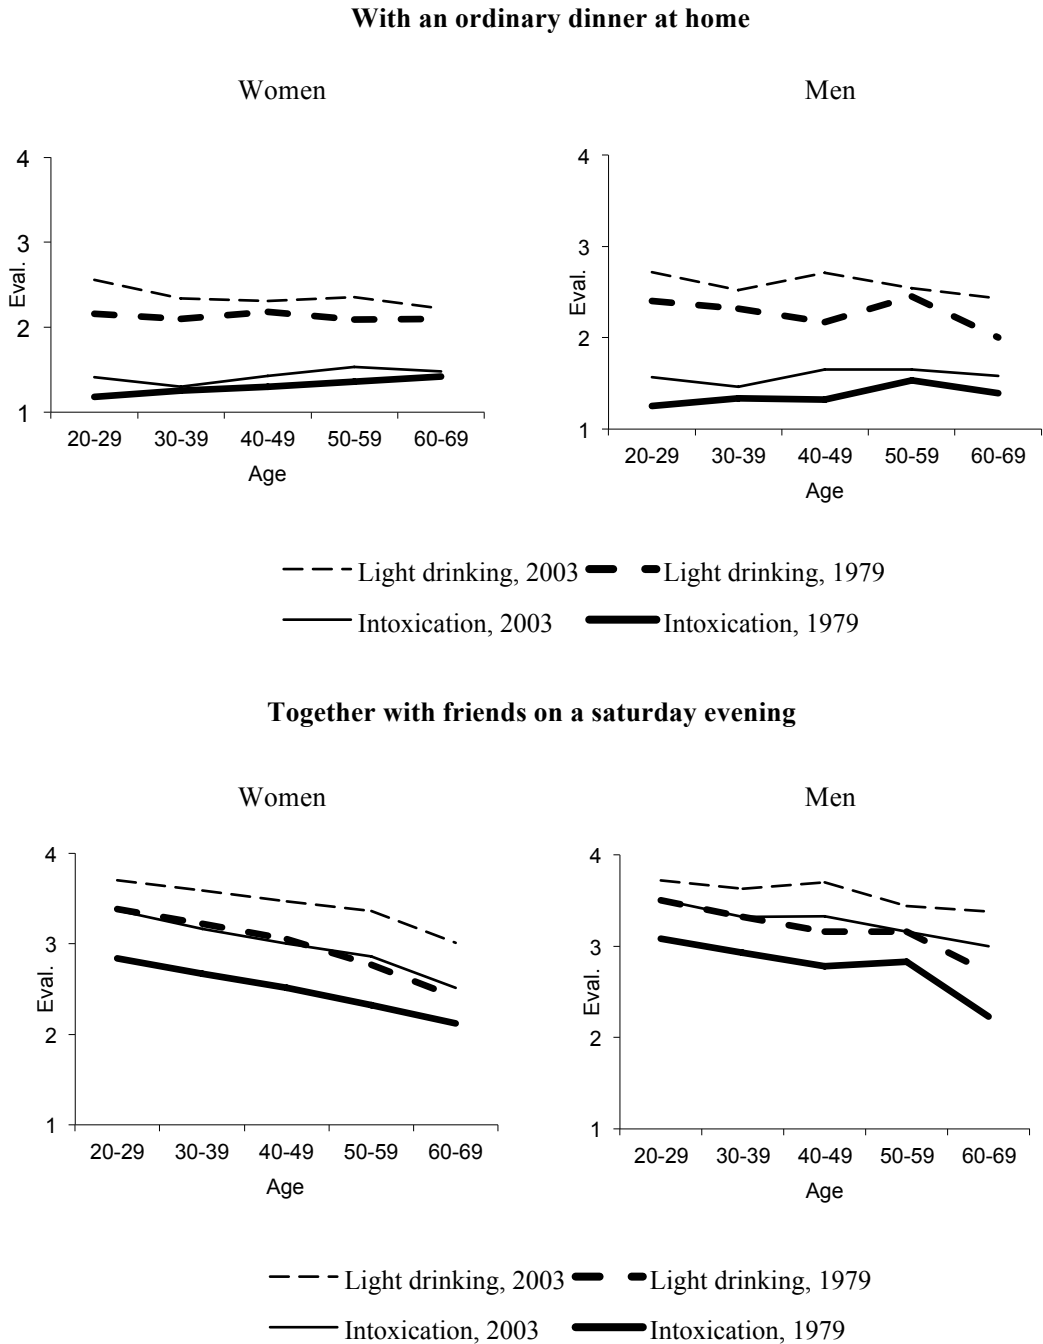 With an ordinary dinner at home
Women
Men
4
3
2
1
Eval.
20-29 30-39 40-49 50-59 60-69
Age
4
3
2
1
Eval.
20-29 30-39 40-49 50-59 60-69
Age
Light drinking, 2003 Light drinking, 1979
Intoxication, 2003 Intoxication, 1979
Together with friends on a saturday evening
Women
Men
4
3
2
1
Eval.
20-29 30-39 40-49 50-59 60-69
Age
4
3
2
1
Eval.
20-29 30-39 40-49 50-59 60-69
Age
Light drinking, 2003 Light drinking, 1979
Intoxication, 2003 Intoxication, 1979